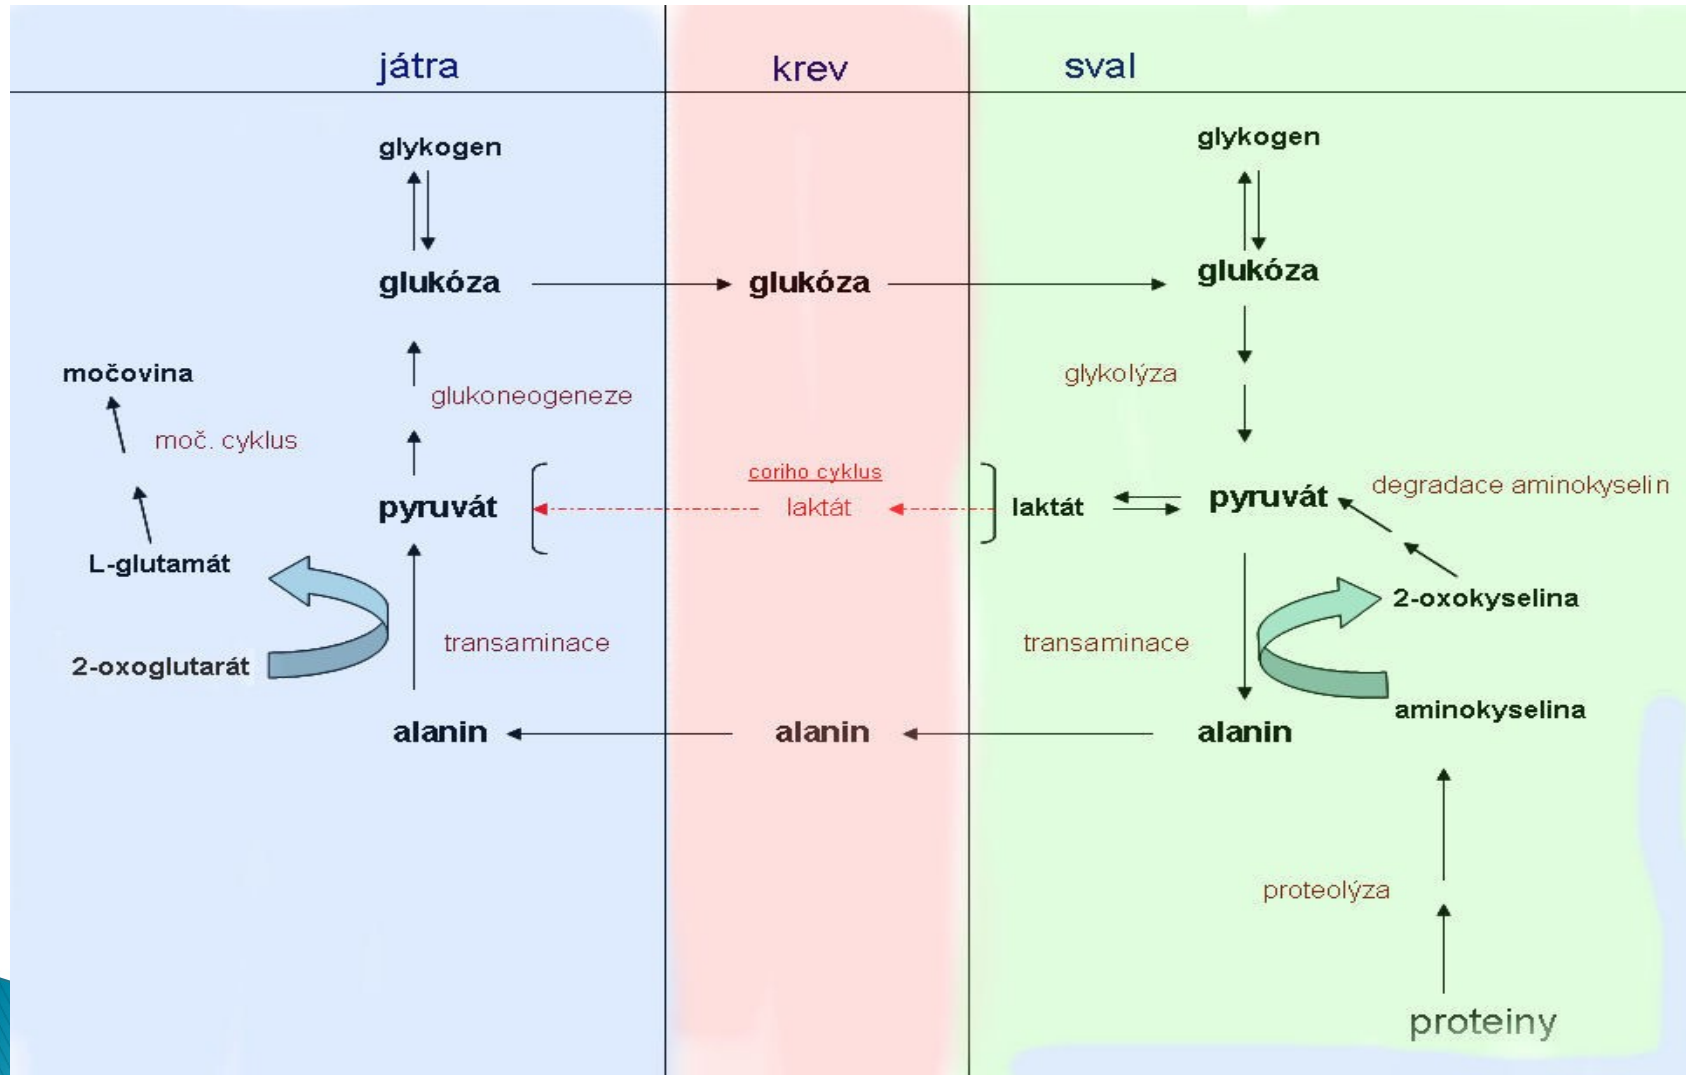 játra
krev
sval
glykogen
glykogen
glukóza
glukóza
glukóza
močovina
glukoneogeneze
glykolýza
moč. cyklus
coriho cyklus
pyruvát
laktát
laktát
pyruvát
degradace aminokyselin
L-glutamát
2-oxokyselina
2-oxoglutarát
transaminace
transaminace
aminokyselina
alanin
alanin
alanin
proteolýza
proteiny